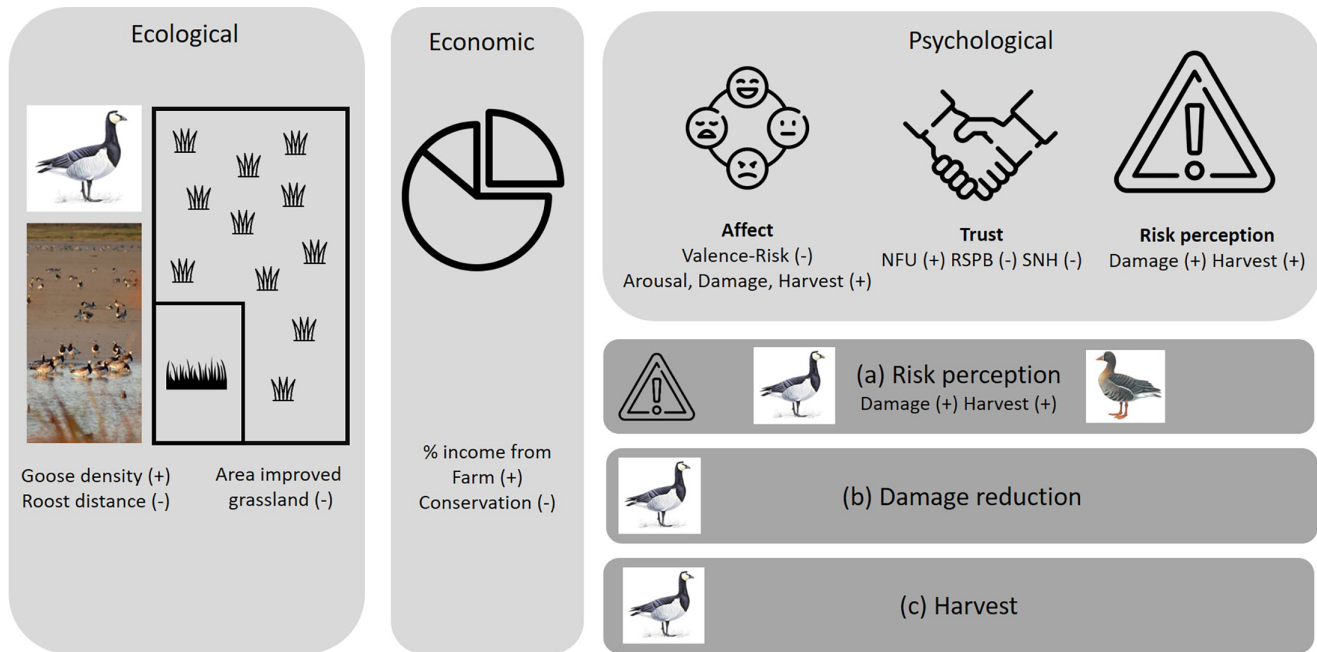 Ecological
Goose density (+)
Roost distance (-)
Area improved
grassland (-)
Economic
% income from
Farm (+)
Conservation (-)
Psychological
Affect
Valence-Risk (-)
Arousal, Damage, Harvest (+)
Trust
NFU (+) RSPB (-) SNH (-)
Risk perception
Damage (+) Harvest (+)
(a) Risk perception
Damage (+) Harvest (+)
(b) Damage reduction
(c) Harvest